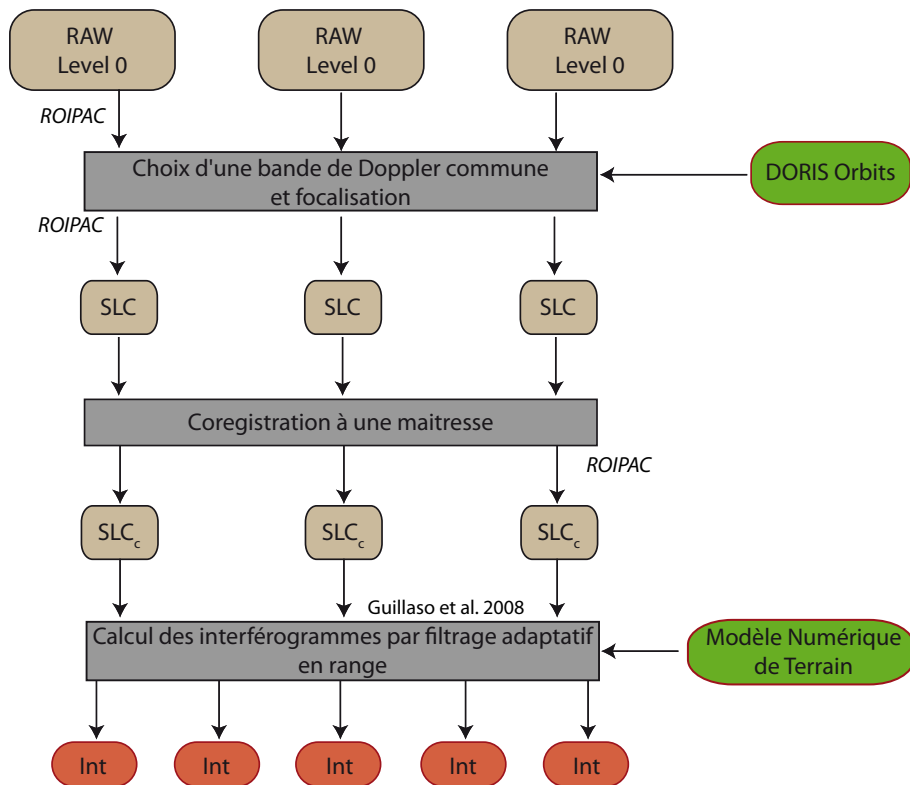 RAW
Level 0
RAW
Level 0
RAW
Level 0
ROIPAC
Choix d'une bande de Doppler commune
et focalisation
DORIS Orbits
ROIPAC
SLC
SLC
SLC
Coregistration à une maitresse
ROIPAC
SLCc
SLCc
SLCc
Guillaso et al. 2008
Calcul des interférogrammes par filtrage adaptatif
en range
Modèle Numérique
de Terrain
Int
Int
Int
Int
Int